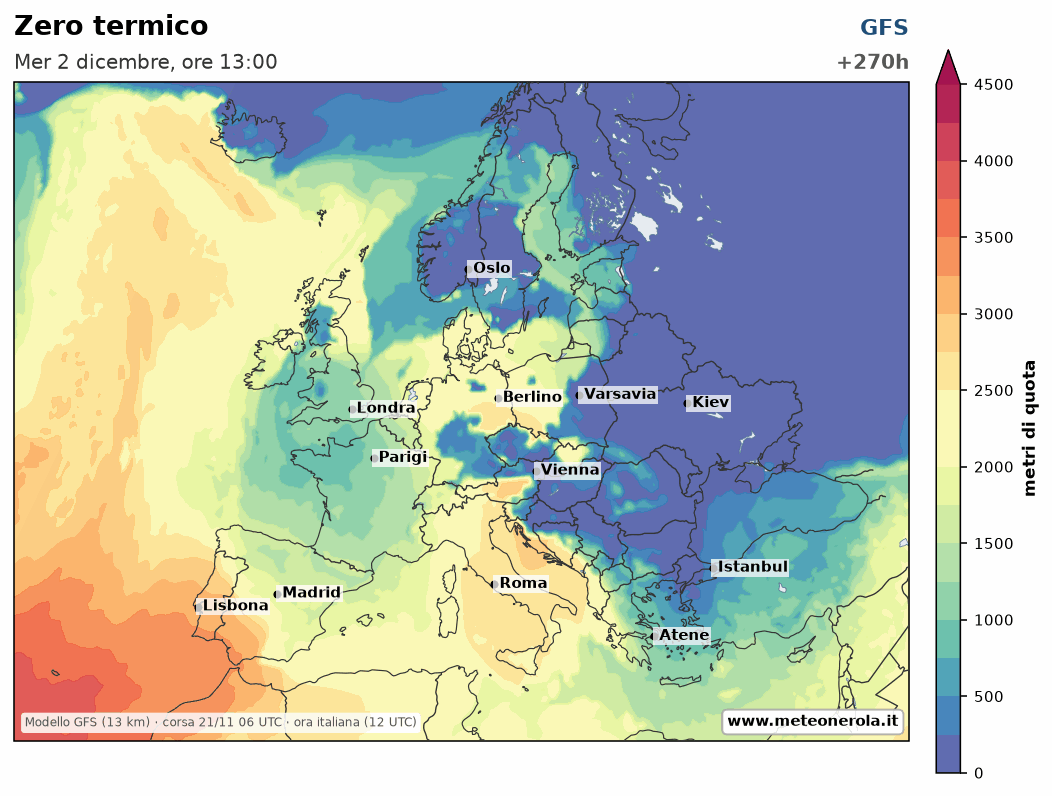 Zero termico
GFS
Mer 2 dicembre, ore 13:00
+270h
4500
4000
3500
3000
2500
2000
1500
1000
500
0
metri di quota
Oslo
Berlino
Varsavia
Kiev
Londra
Parigi
Vienna
Istanbul
Roma
Madrid
Lisbona
Atene
Modello GFS (13 km) · corsa 21/11 06 UTC · ora italiana (12 UTC)
www.meteonerola.it